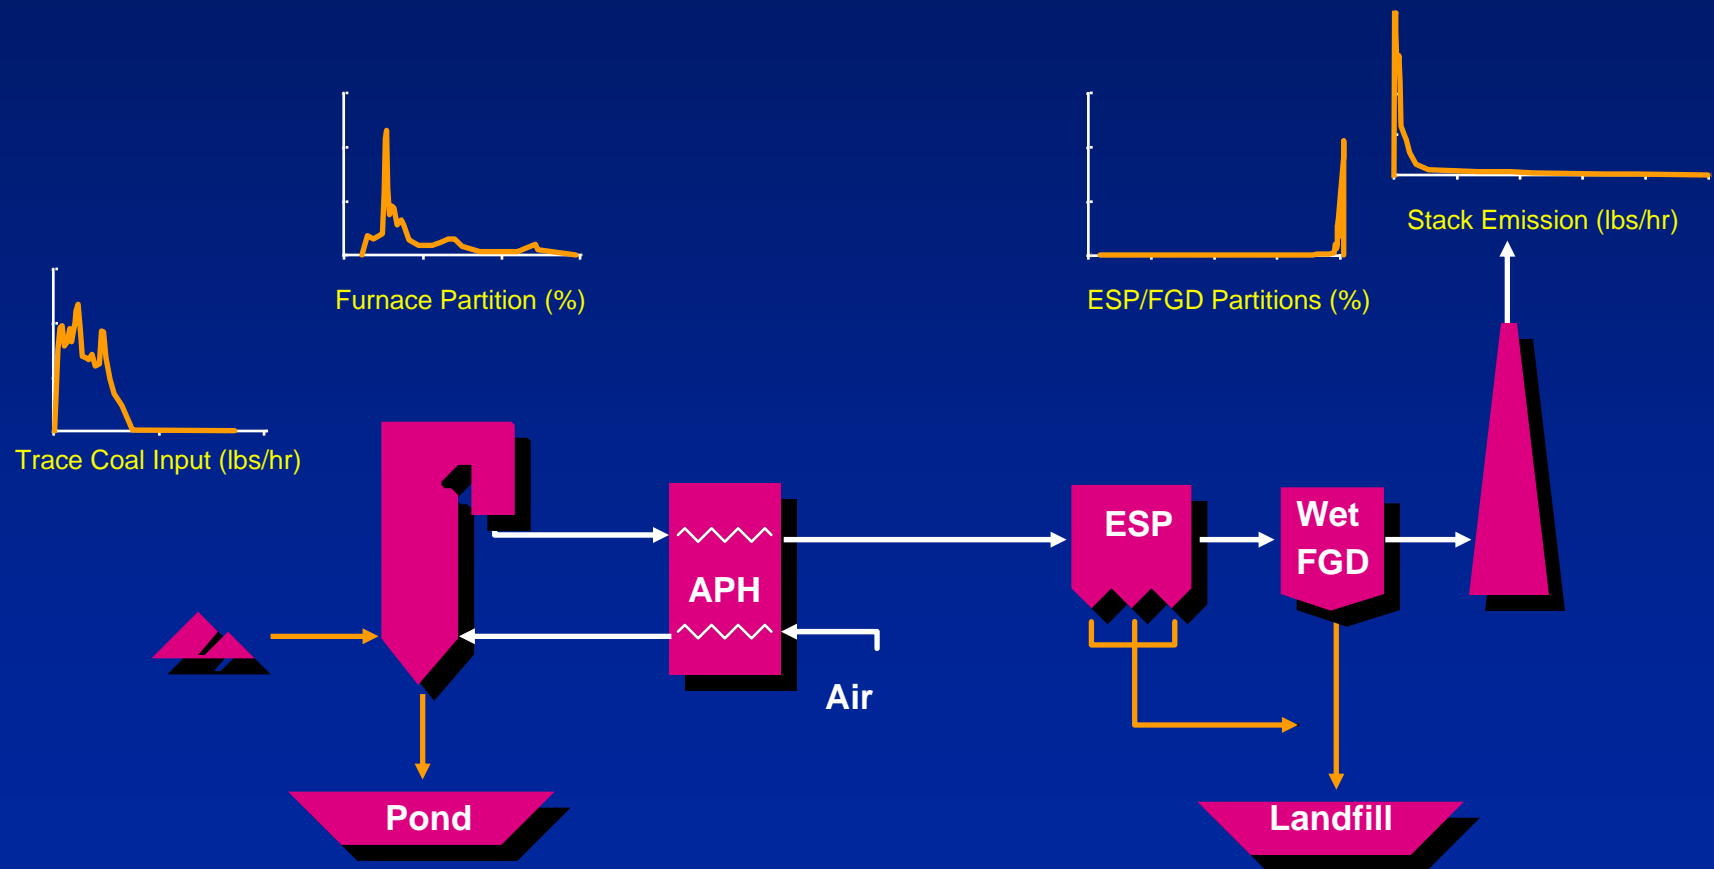 Stack Emission (lbs/hr)
Furnace Partition (%)
ESP/FGD Partitions (%)
Trace Coal Input (lbs/hr)
ESP
Wet
FGD
APH
Air
Pond
Landfill